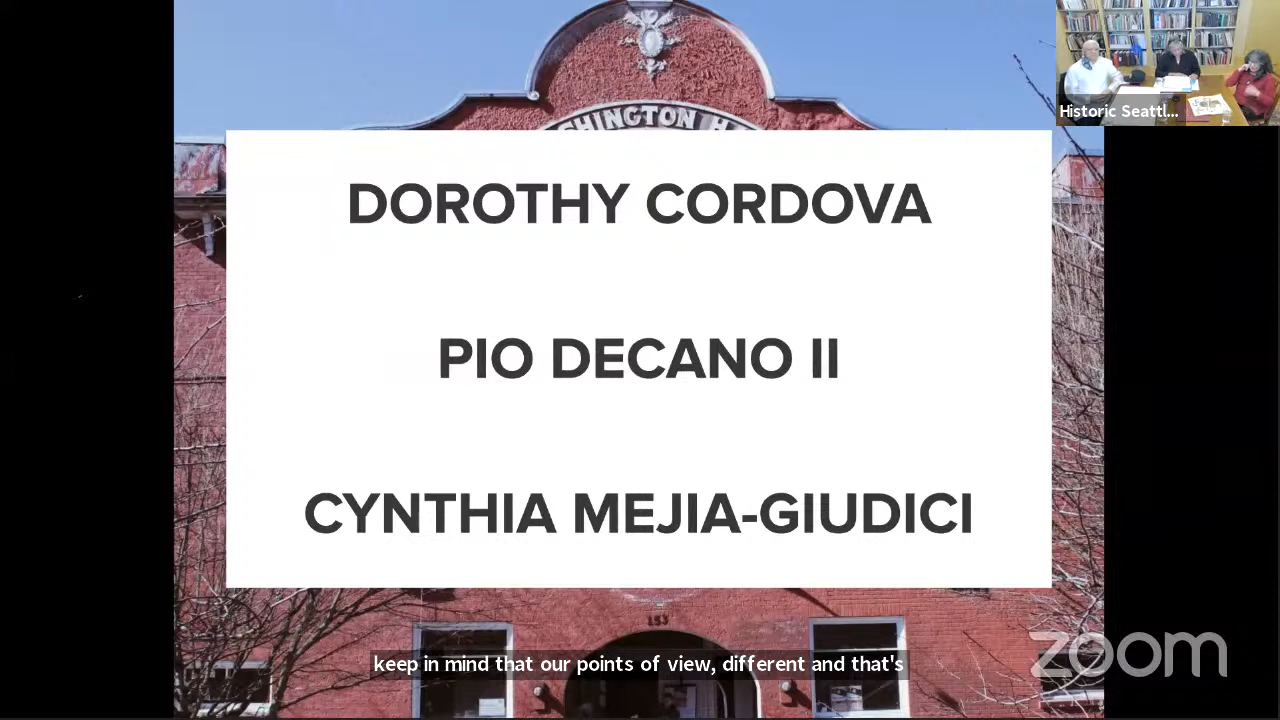 Historic Seattl...
DOROTHY CORDOVA
PIO DECANO II
CYNTHIA MEJIA-GIUDICI
153
keep in mind that our points of view, different and that's
zoom